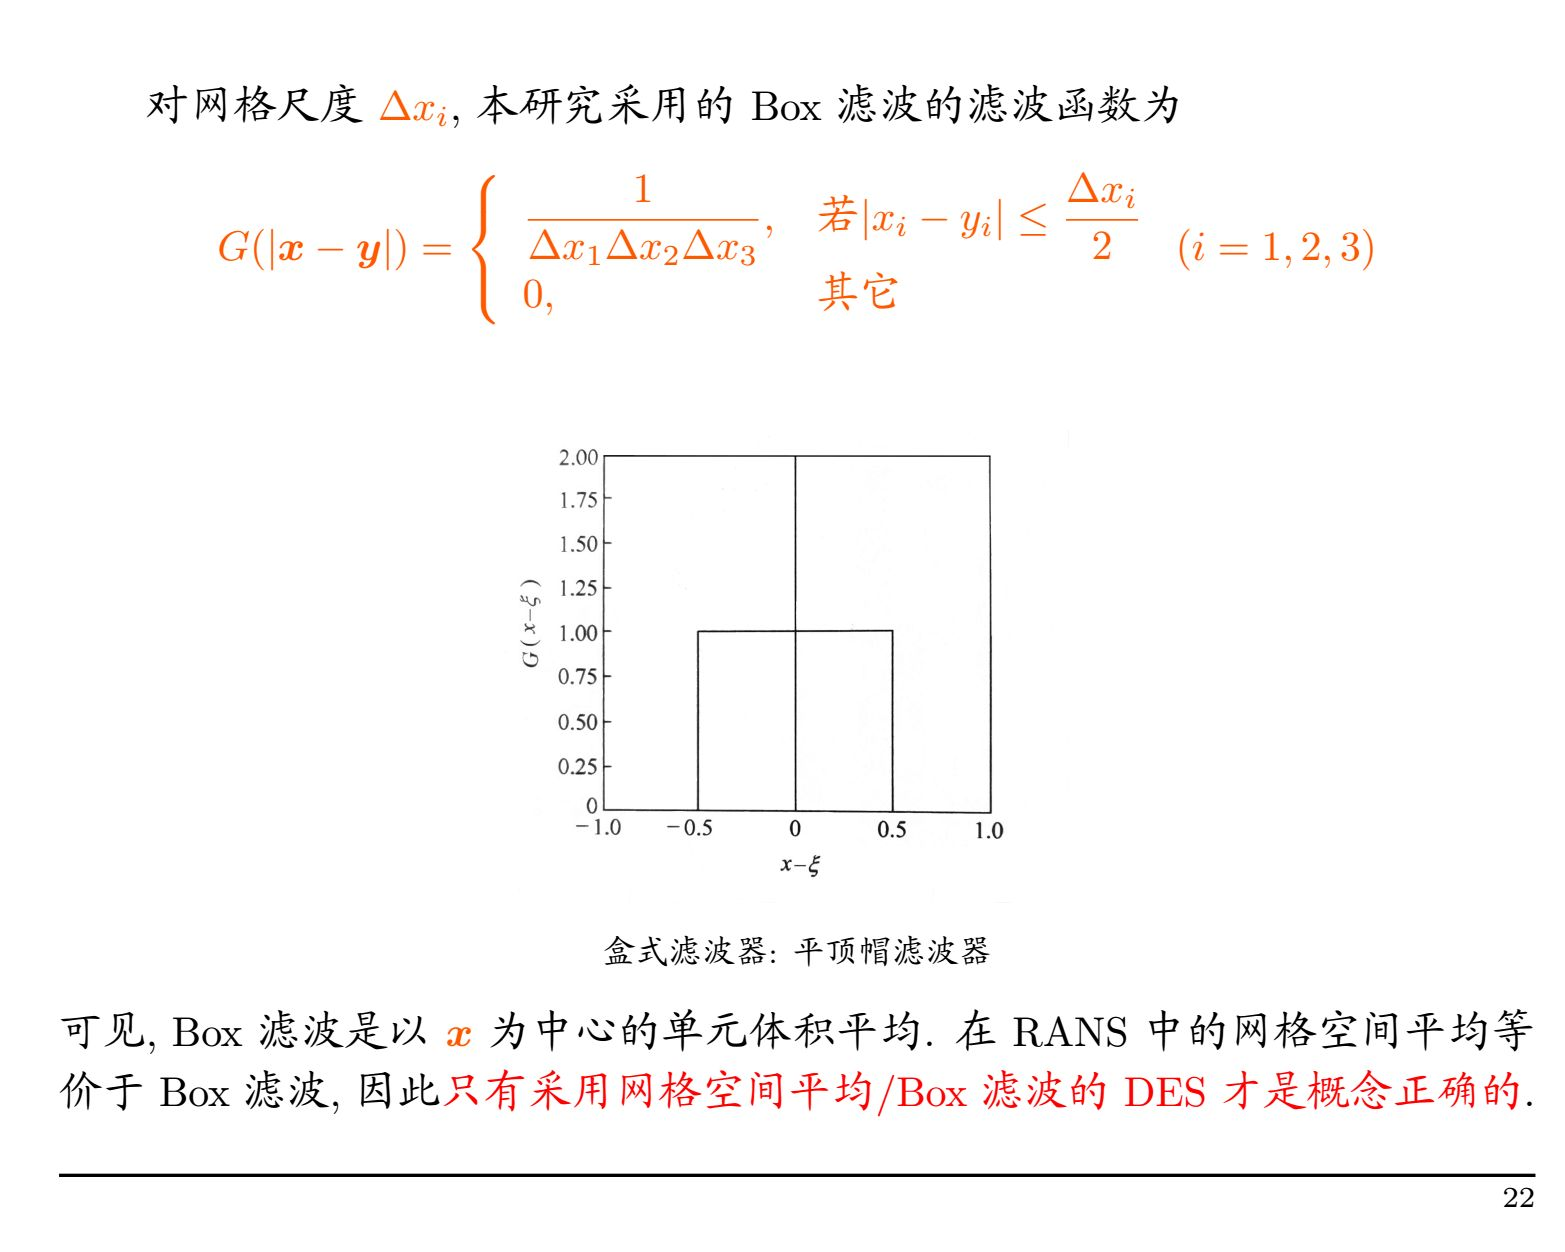 对网格尺度 Δx_i, 本研究采用的 Box 滤波的滤波函数为
G(|x − y|) = { 1/(Δx_1Δx_2Δx_3), 若|x_i − y_i| ≤ Δx_i/2 (i = 1, 2, 3)
0, 其它
2.00
1.75
1.50
1.25
1.00
0.75
0.50
0.25
0
G(x−ξ)
−1.0 −0.5 0 0.5 1.0
x−ξ
盒式滤波器: 平顶帽滤波器
可见, Box 滤波是以 x 为中心的单元体积平均. 在 RANS 中的网格空间平均等
价于 Box 滤波, 因此只有采用网格空间平均/Box 滤波的 DES 才是概念正确的.
22